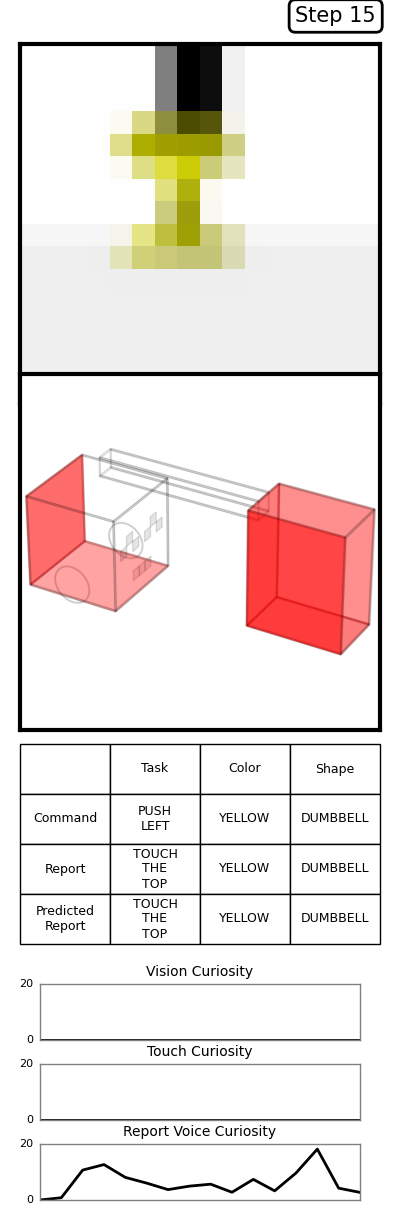 Step 15
Task Color Shape
Command PUSH LEFT YELLOW DUMBBELL
Report TOUCH THE TOP YELLOW DUMBBELL
Predicted Report TOUCH THE TOP YELLOW DUMBBELL
Vision Curiosity
20
0
Touch Curiosity
20
0
Report Voice Curiosity
20
0